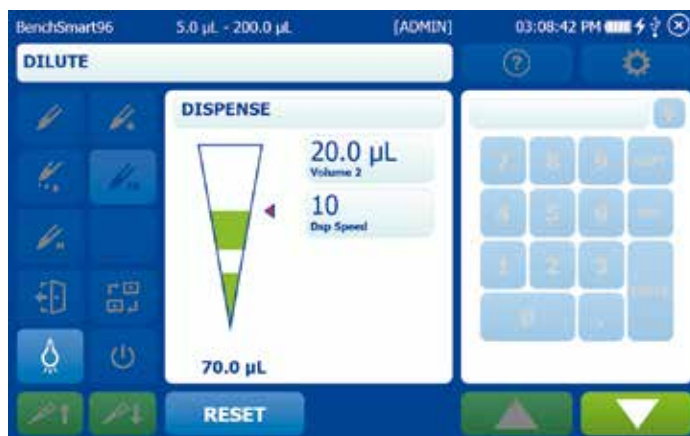 BenchSmart96 5.0 µL - 200.0 µL [ADMIN] 03:08:42 PM
DILUTE
?
DISPENSE
20.0 µL
Volume 2
10
Dsp Speed
7 8 9
4 5 6
1 2 3
0 .
70.0 µL
RESET